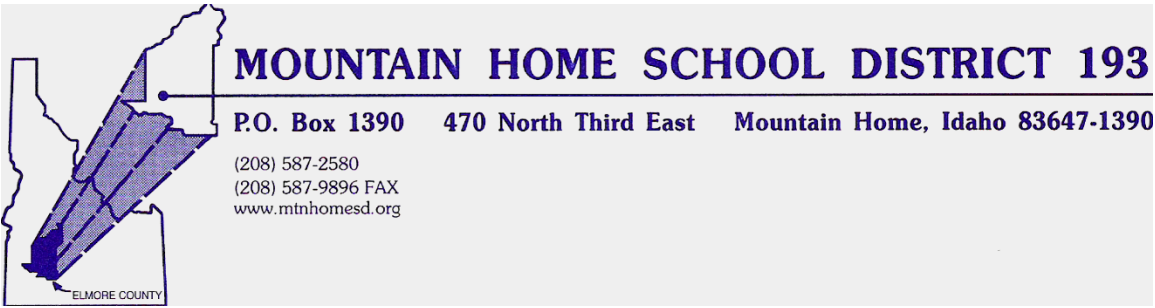 MOUNTAIN HOME SCHOOL DISTRICT 193
P.O. Box 1390 470 North Third East Mountain Home, Idaho 83647-1390
(208) 587-2580
(208) 587-9896 FAX
www.mtnhomesd.org
ELMORE COUNTY